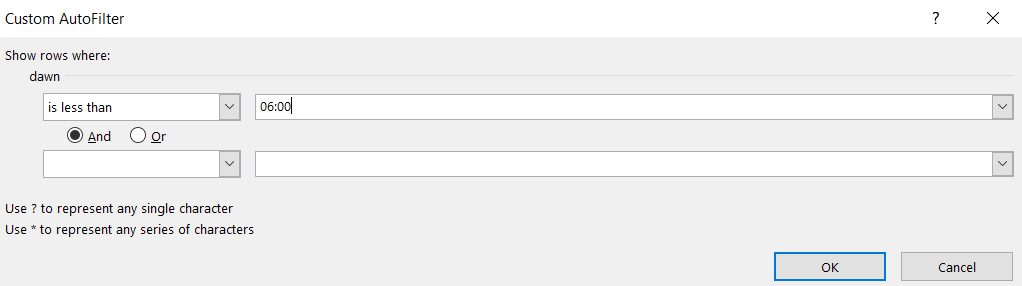 Custom AutoFilter ?
Show rows where:
dawn
is less than 06:00
And Or
Use ? to represent any single character
Use * to represent any series of characters
OK Cancel